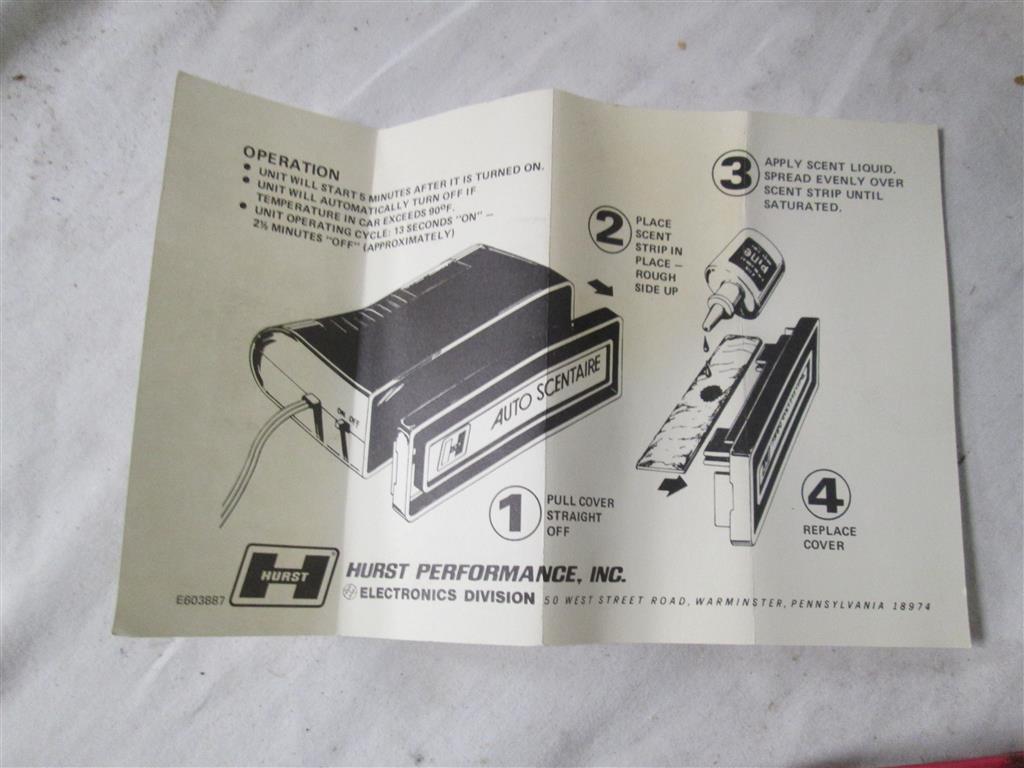 OPERATION
• UNIT WILL START 5 MINUTES AFTER IT IS TURNED ON.
• UNIT WILL AUTOMATICALLY TURN OFF IF
TEMPERATURE IN CAR EXCEEDS 90°F.
• UNIT OPERATING CYCLE: 13 SECONDS "ON" –
2½ MINUTES "OFF" (APPROXIMATELY)
2 PLACE
SCENT
STRIP IN
PLACE –
ROUGH
SIDE UP
3 APPLY SCENT LIQUID.
SPREAD EVENLY OVER
SCENT STRIP UNTIL
SATURATED.
Pine
ON OFF
H AUTO SCENTAIRE
1 PULL COVER
STRAIGHT
OFF
4
REPLACE
COVER
HURST
HURST PERFORMANCE, INC.
ELECTRONICS DIVISION 50 WEST STREET ROAD, WARMINSTER, PENNSYLVANIA 18974
E603887